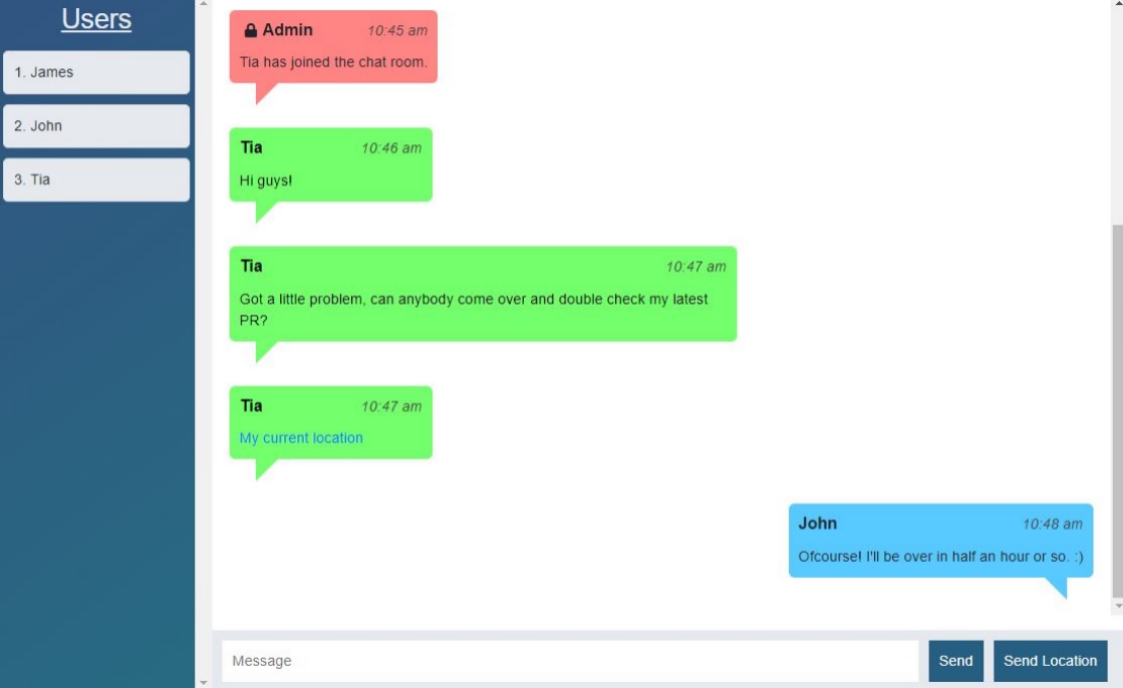 Users
1. James
2. John
3. Tia
Admin 10:45 am
Tia has joined the chat room.
Tia 10:46 am
Hi guys!
Tia 10:47 am
Got a little problem, can anybody come over and double check my latest
PR?
Tia 10:47 am
My current location
John 10:48 am
Ofcourse! I'll be over in half an hour or so. :)
Message
Send
Send Location